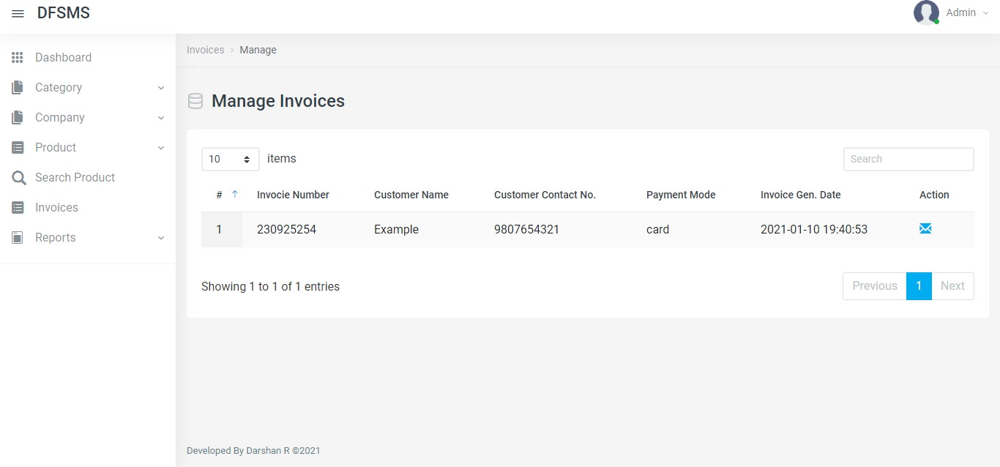 DFSMS
Admin
Dashboard
Category
Company
Product
Search Product
Invoices
Reports
Invoices › Manage
Manage Invoices
10 items
Search
# ↑ Invocie Number Customer Name Customer Contact No. Payment Mode Invoice Gen. Date Action
1 230925254 Example 9807654321 card 2021-01-10 19:40:53
Showing 1 to 1 of 1 entries
Previous 1 Next
Developed By Darshan R ©2021